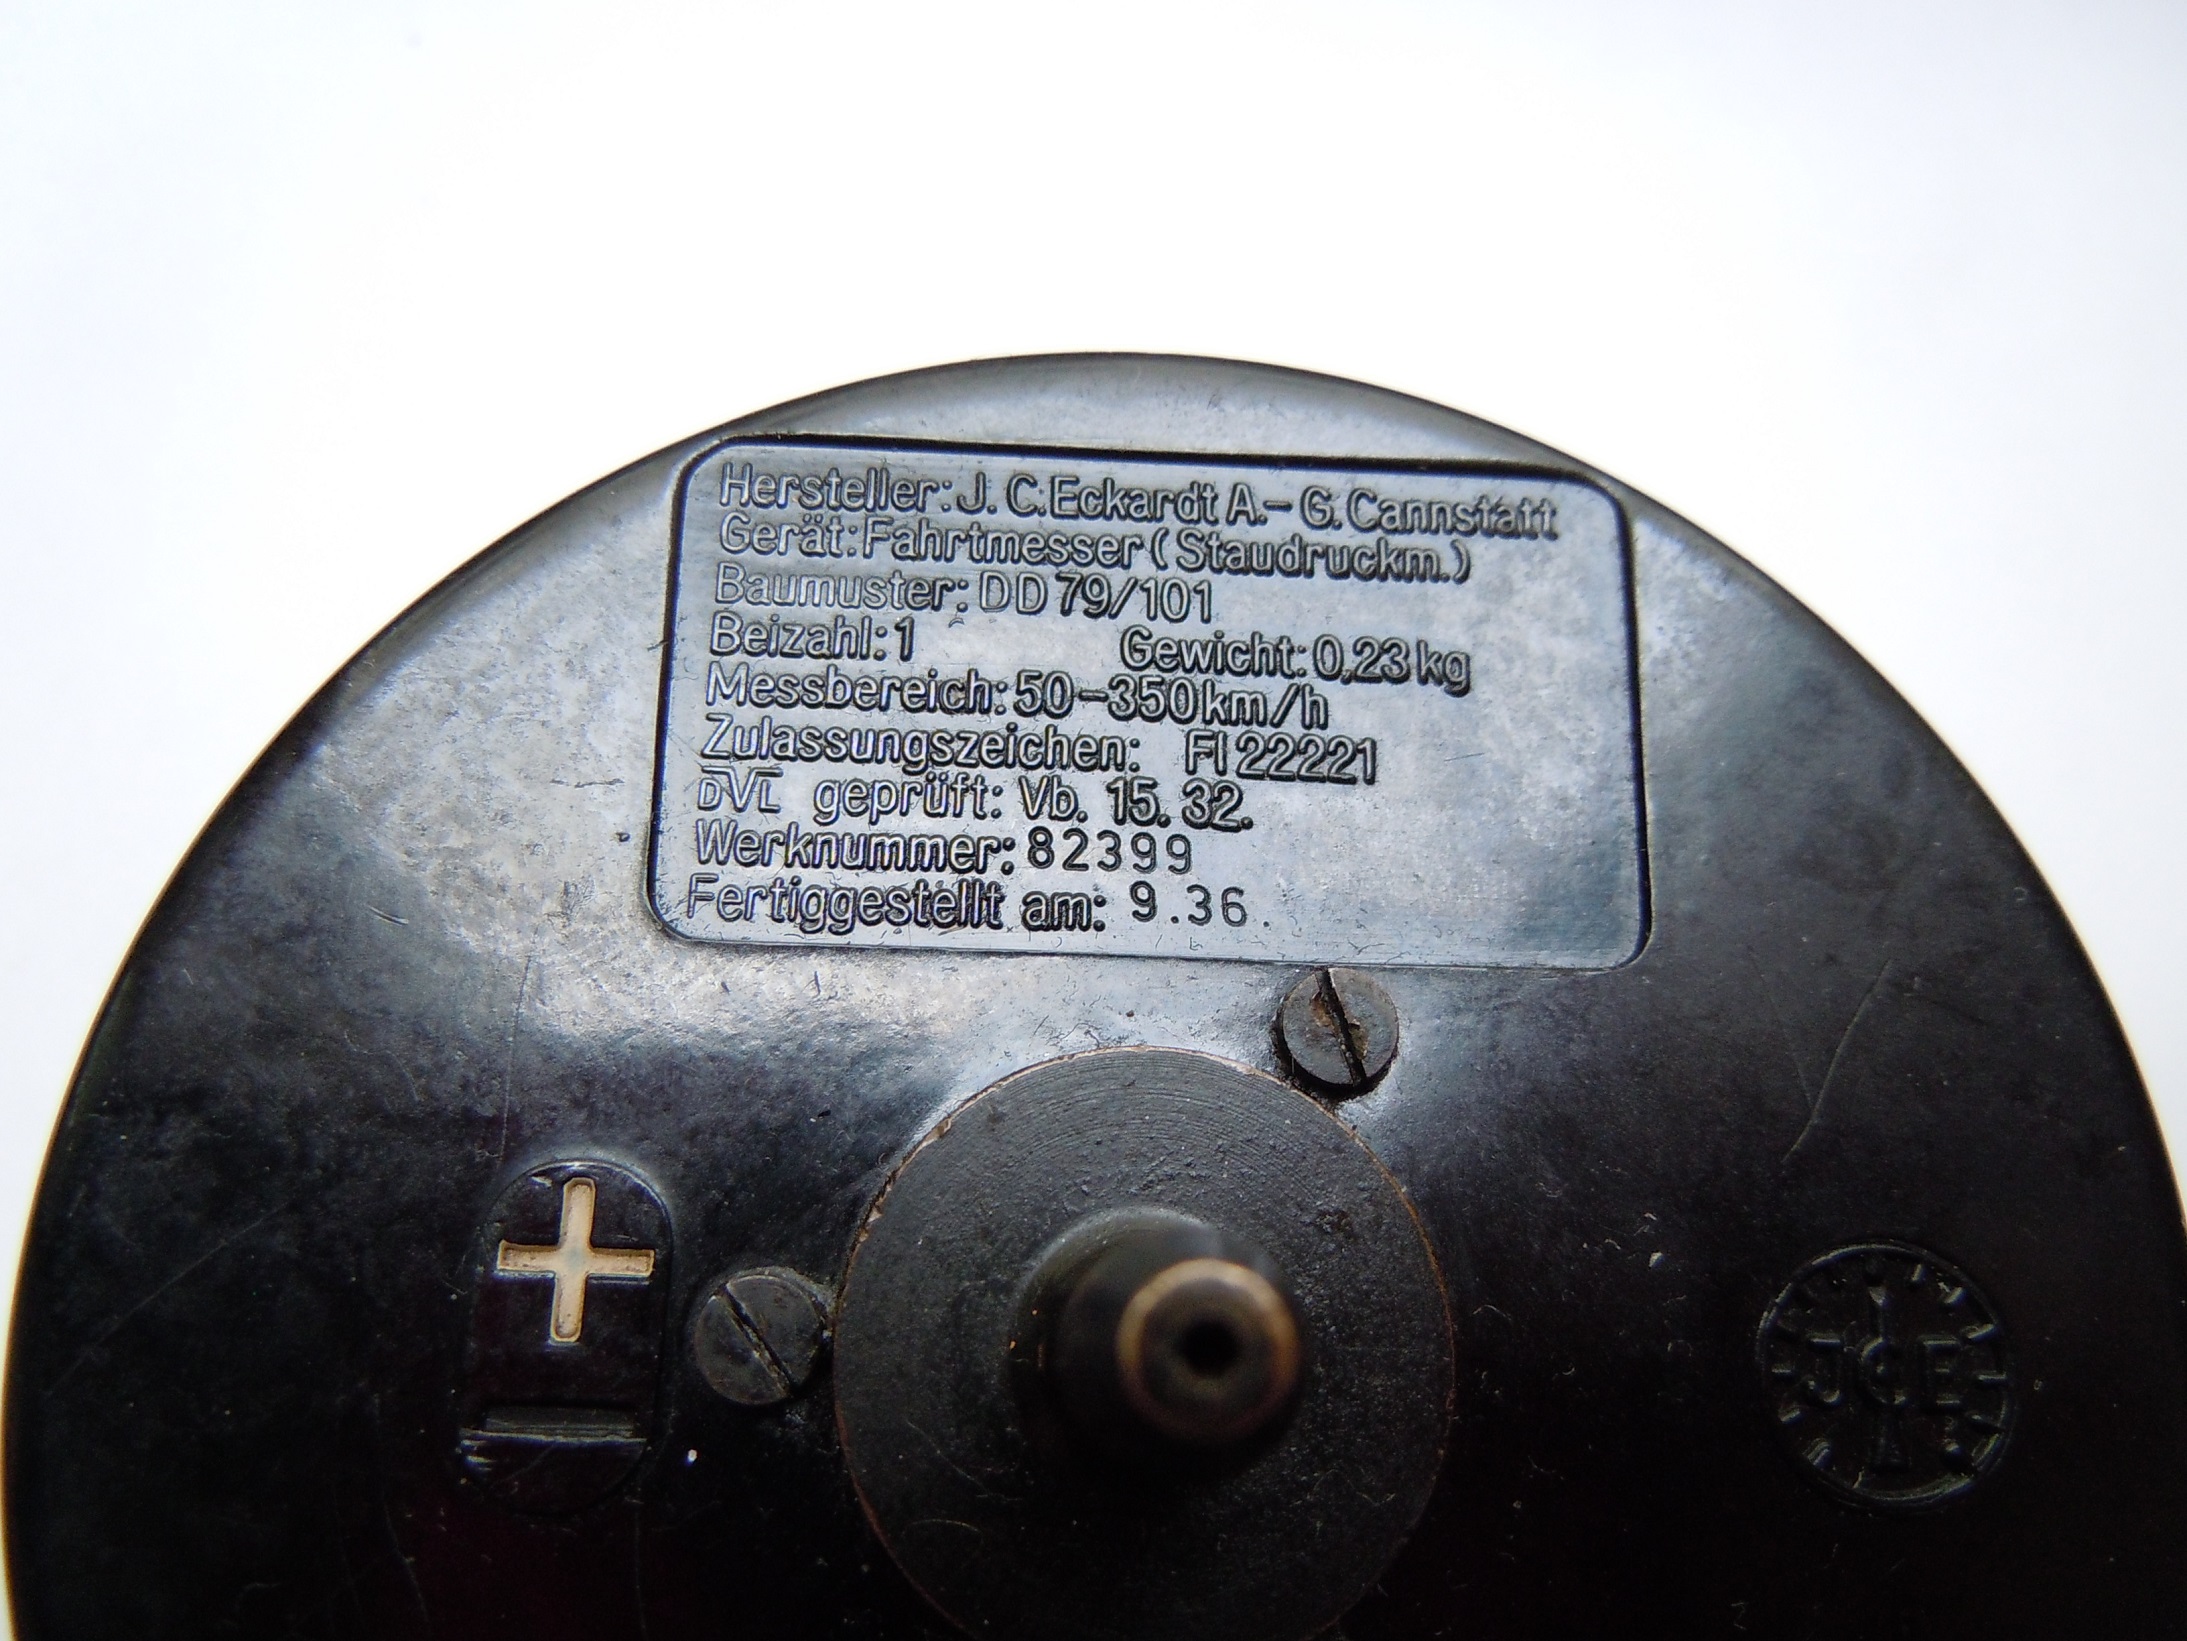 Hersteller: J. C. Eckardt A.-G. Cannstatt
Gerät: Fahrtmesser (Staudruckm.)
Baumuster: DD 79/101
Beizahl: 1 Gewicht: 0,23 kg
Messbereich: 50-350 km/h
Zulassungszeichen: Fl 22221
DVL geprüft: Vb. 15. 32.
Werknummer: 82399
Fertiggestellt am: 9.36.
+
–
JCE